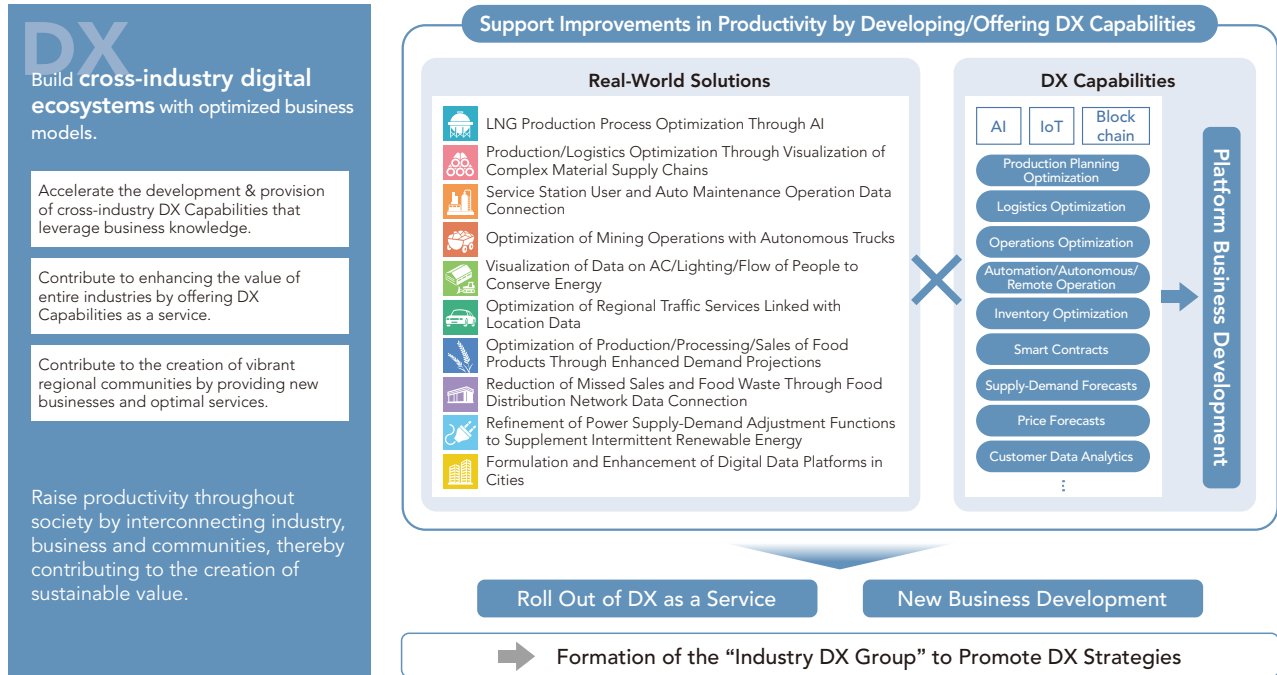 DX
Build cross-industry digital
ecosystems with optimized business
models.
Accelerate the development & provision
of cross-industry DX Capabilities that
leverage business knowledge.
Contribute to enhancing the value of
entire industries by offering DX
Capabilities as a service.
Contribute to the creation of vibrant
regional communities by providing new
businesses and optimal services.
Raise productivity throughout
society by interconnecting industry,
business and communities, thereby
contributing to the creation of
sustainable value.
Support Improvements in Productivity by Developing/Offering DX Capabilities
Real-World Solutions
LNG Production Process Optimization Through AI
Production/Logistics Optimization Through Visualization of
Complex Material Supply Chains
Service Station User and Auto Maintenance Operation Data
Connection
Optimization of Mining Operations with Autonomous Trucks
Visualization of Data on AC/Lighting/Flow of People to
Conserve Energy
Optimization of Regional Traffic Services Linked with
Location Data
Optimization of Production/Processing/Sales of Food
Products Through Enhanced Demand Projections
Reduction of Missed Sales and Food Waste Through Food
Distribution Network Data Connection
Refinement of Power Supply-Demand Adjustment Functions
to Supplement Intermittent Renewable Energy
Formulation and Enhancement of Digital Data Platforms in
Cities
DX Capabilities
AI
IoT
Block
chain
Production Planning
Optimization
Logistics Optimization
Operations Optimization
Automation/Autonomous/
Remote Operation
Inventory Optimization
Smart Contracts
Supply-Demand Forecasts
Price Forecasts
Customer Data Analytics
⋮
Platform Business Development
Roll Out of DX as a Service
New Business Development
Formation of the “Industry DX Group” to Promote DX Strategies